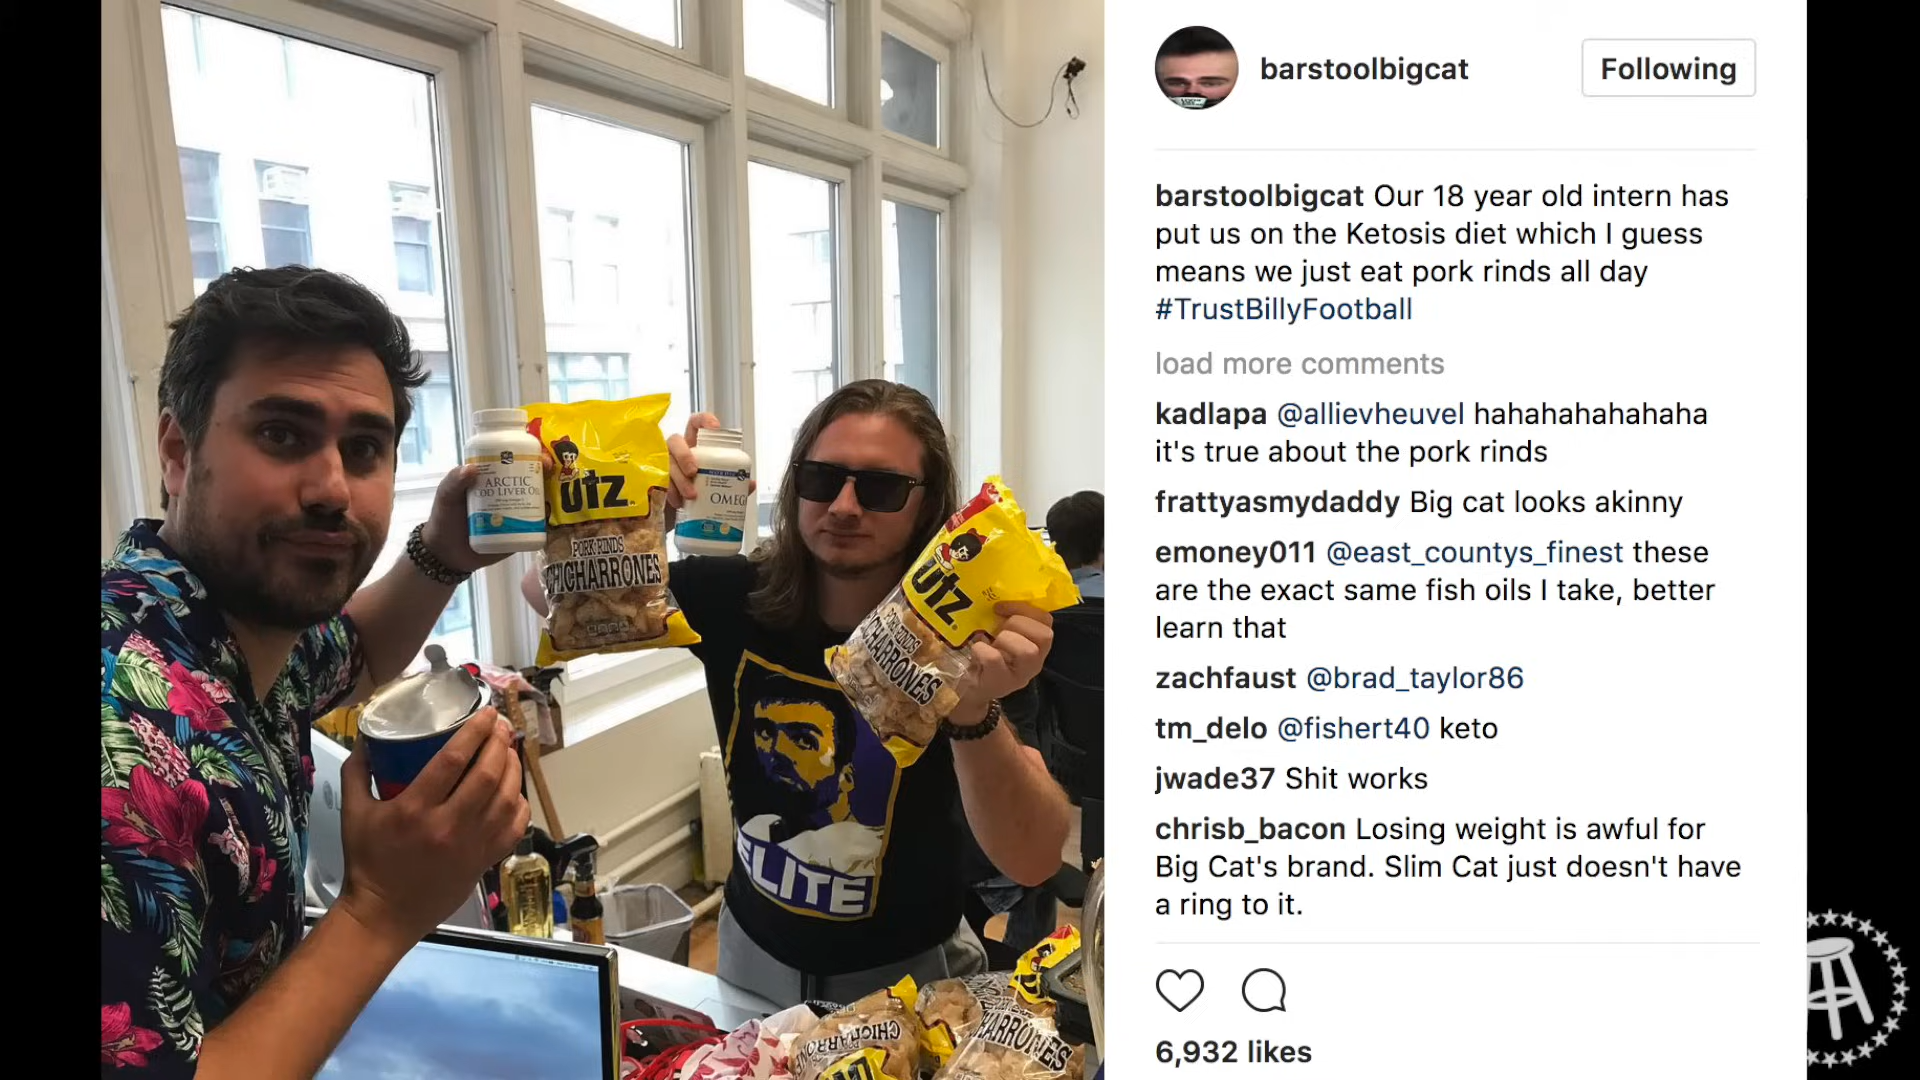 barstoolbigcat
Following
barstoolbigcat Our 18 year old intern has
put us on the Ketosis diet which I guess
means we just eat pork rinds all day
#TrustBillyFootball
load more comments
kadlapa @allievheuvel hahahahahahaha
it's true about the pork rinds
frattyasmydaddy Big cat looks akinny
emoney011 @east_countys_finest these
are the exact same fish oils I take, better
learn that
zachfaust @brad_taylor86
tm_delo @fishert40 keto
jwade37 Shit works
chrisb_bacon Losing weight is awful for
Big Cat's brand. Slim Cat just doesn't have
a ring to it.
6,932 likes
ARCTIC
COD LIVER OIL
utz
PORK RINDS
CHICHARRONES
OMEG
utz
PORK RINDS
CHICHARRONES
ELITE
CHICHARRONES